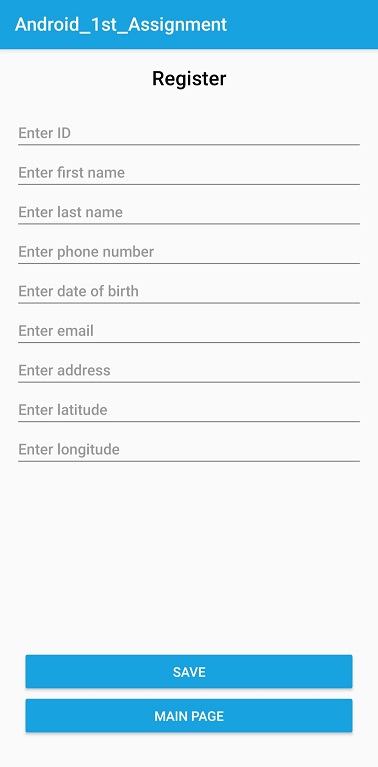 Android_1st_Assignment
Register
Enter ID
Enter first name
Enter last name
Enter phone number
Enter date of birth
Enter email
Enter address
Enter latitude
Enter longitude
SAVE
MAIN PAGE